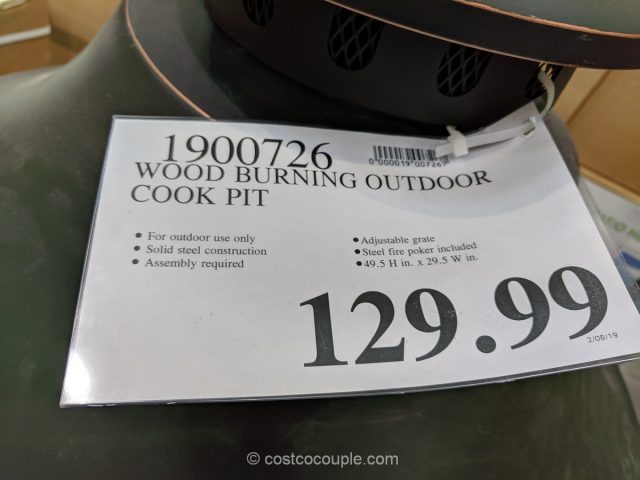 1900726
0 000019 007267
WOOD BURNING OUTDOOR
COOK PIT
• For outdoor use only
• Solid steel construction
• Assembly required
• Adjustable grate
• Steel fire poker included
• 49.5 H in. x 29.5 W in.
129.99
2/06/19
© costcocouple.com